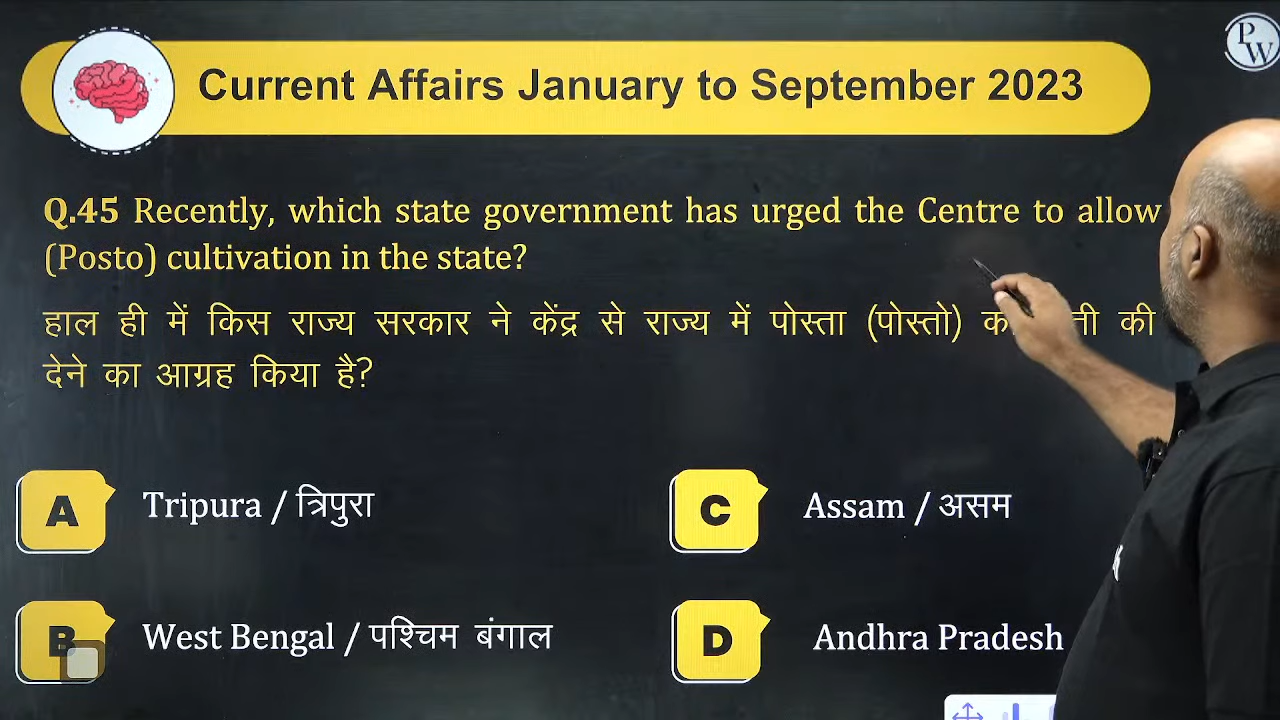 PW
Current Affairs January to September 2023
Q.45 Recently, which state government has urged the Centre to allow
(Posto) cultivation in the state?
हाल ही में किस राज्य सरकार ने केंद्र से राज्य में पोस्ता (पोस्तो) की
देने का आग्रह किया है?
A Tripura / त्रिपुरा
C Assam / असम
B West Bengal / पश्चिम बंगाल
D Andhra Pradesh